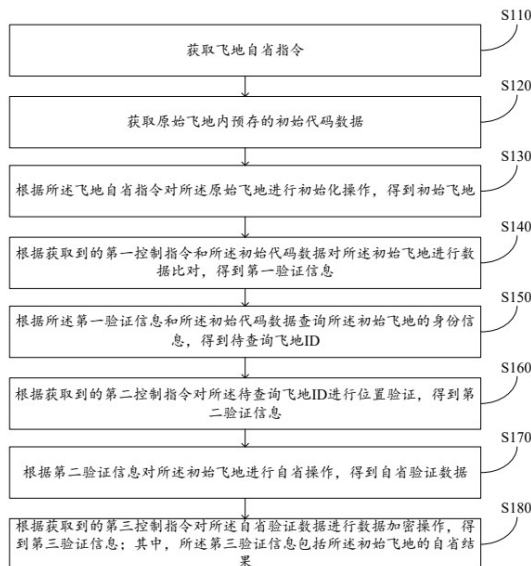 S110
获取飞地自省指令
S120
获取原始飞地内预存的初始代码数据
S130
根据所述飞地自省指令对所述原始飞地进行初始化操作，得到初始飞地
S140
根据获取到的第一控制指令和所述初始代码数据对所述初始飞地进行数
据比对，得到第一验证信息
S150
根据所述第一验证信息和所述初始代码数据查询所述初始飞地的身份信
息，得到待查询飞地ID
S160
根据获取到的第二控制指令对所述待查询飞地ID进行位置验证，得到第
二验证信息
S170
根据第二验证信息对所述初始飞地进行自省操作，得到自省验证数据
S180
根据获取到的第三控制指令对所述自省验证数据进行数据加密操作，得
到第三验证信息；其中，所述第三验证信息包括所述初始飞地的自省结
果